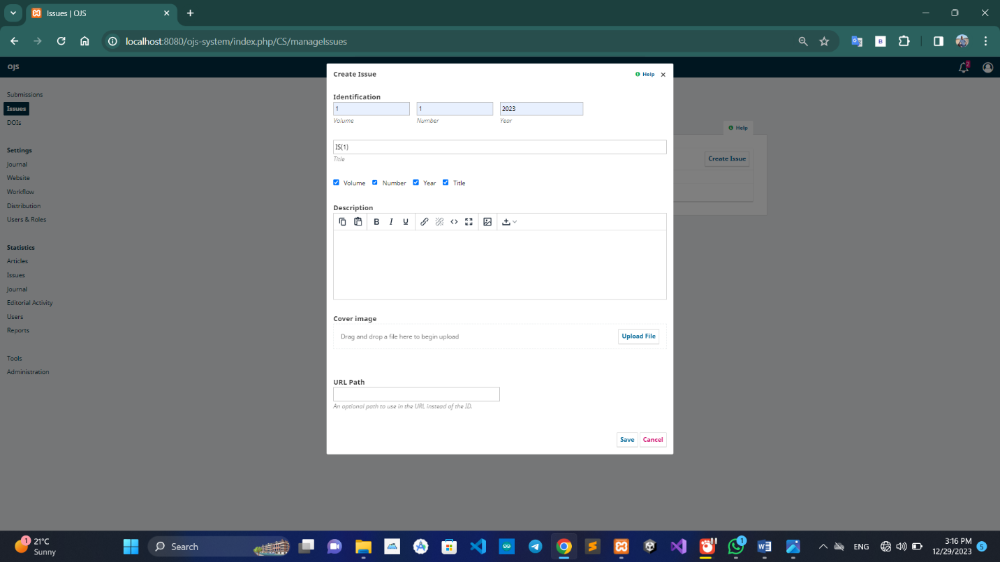 Issues | OJS
localhost:8080/ojs-system/index.php/CS/manageIssues
OJS
2
Submissions
Issues
DOIs
Settings
Journal
Website
Workflow
Distribution
Users & Roles
Statistics
Articles
Issues
Journal
Editorial Activity
Users
Reports
Tools
Administration
Help
Create Issue
Create Issue
Help
Identification
1 1 2023
Volume Number Year
IS(1)
Title
Volume Number Year Title
Description
B I U
Cover image
Drag and drop a file here to begin upload
Upload File
URL Path
An optional path to use in the URL instead of the ID.
Save Cancel
1
21°C
Sunny
Search
1
ENG
3:16 PM
12/29/2023
5